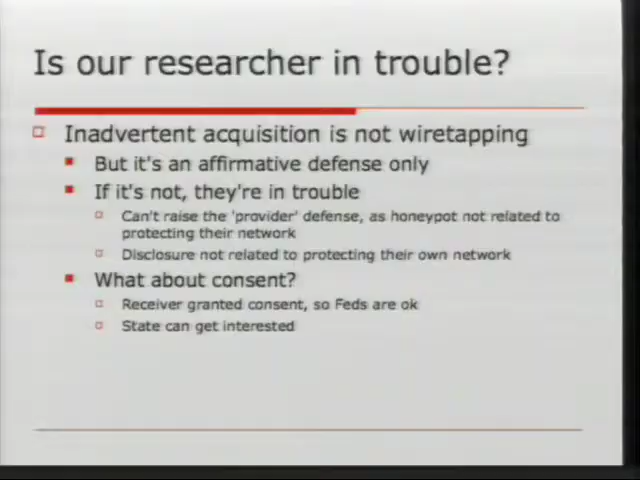 Is our researcher in trouble?
Inadvertent acquisition is not wiretapping
But it's an affirmative defense only
If it's not, they're in trouble
Can't raise the 'provider' defense, as honeypot not related to
protecting their network
Disclosure not related to protecting their own network
What about consent?
Receiver granted consent, so Feds are ok
State can get interested